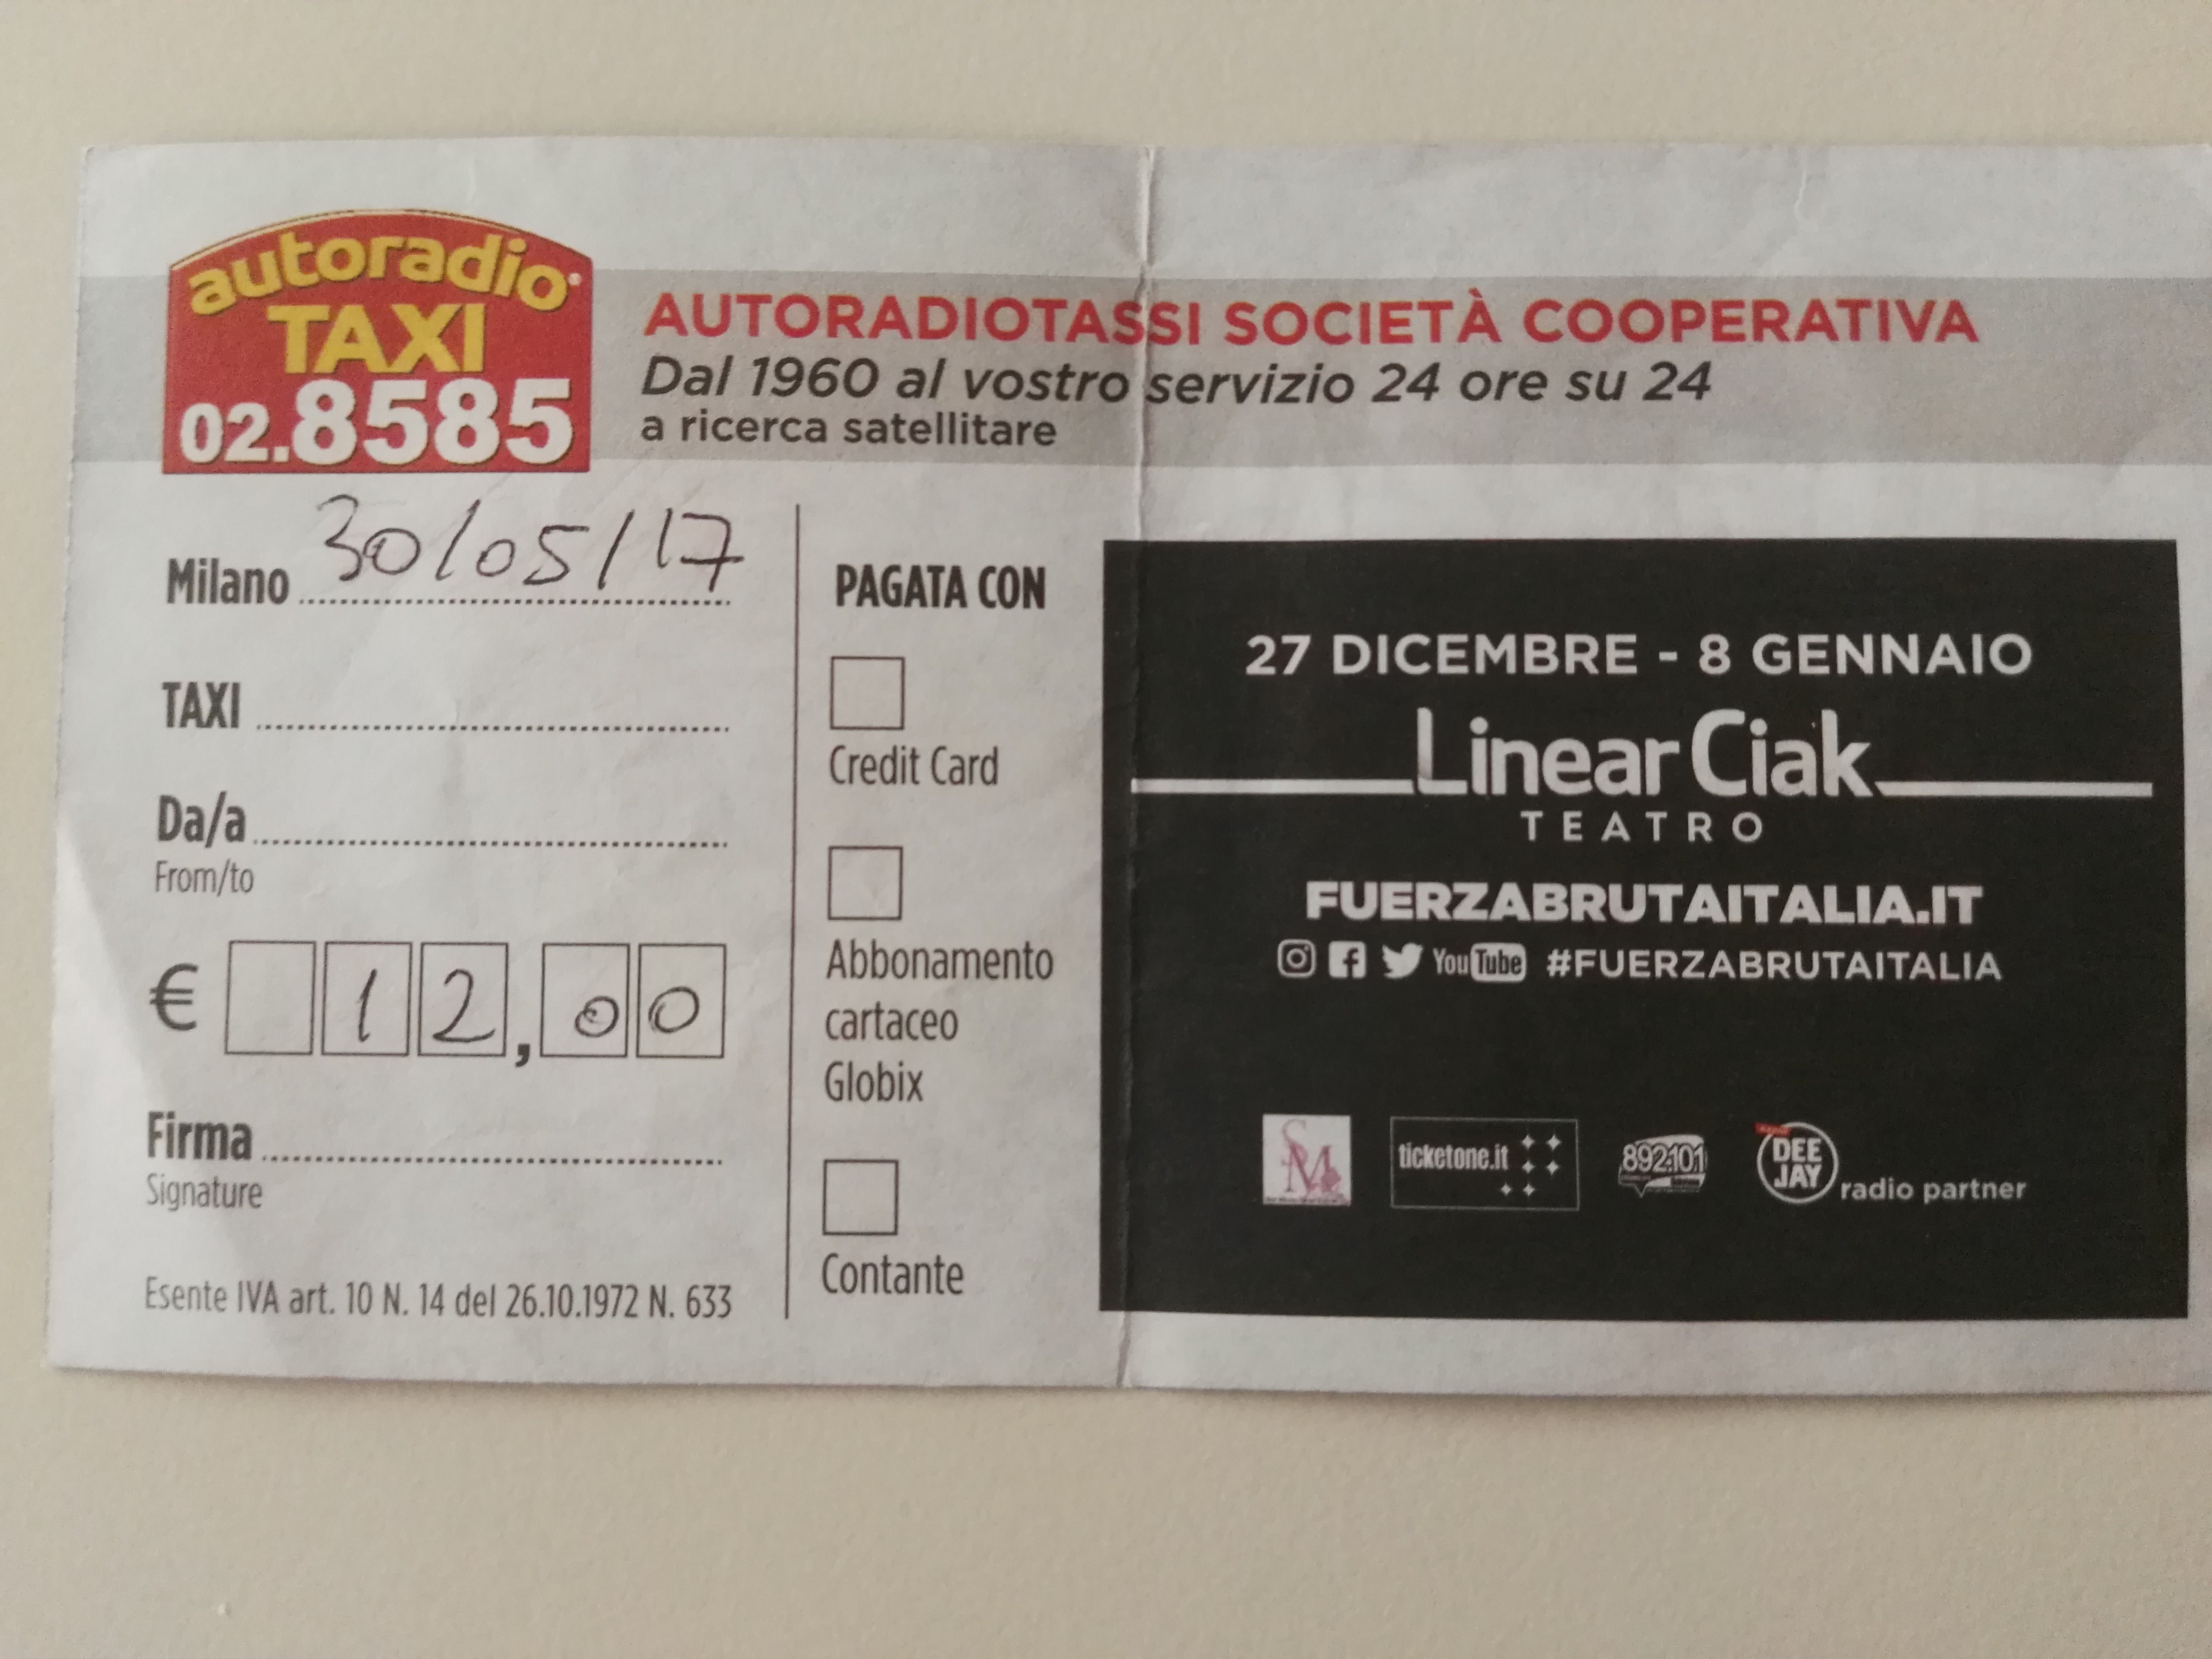 autoradio
TAXI
02.8585
AUTORADIOTASSI SOCIETÀ COOPERATIVA
Dal 1960 al vostro servizio 24 ore su 24
a ricerca satellitare
Milano 30/05/17
TAXI
Da/a
From/to
€ 12,00
Firma
Signature
Esente IVA art. 10 N. 14 del 26.10.1972 N. 633
PAGATA CON
Credit Card
Abbonamento
cartaceo
Globix
Contante
27 DICEMBRE - 8 GENNAIO
Linear Ciak
TEATRO
FUERZABRUTAITALIA.IT
YouTube #FUERZABRUTAITALIA
ticketone.it
892101
DEE
JAY radio partner